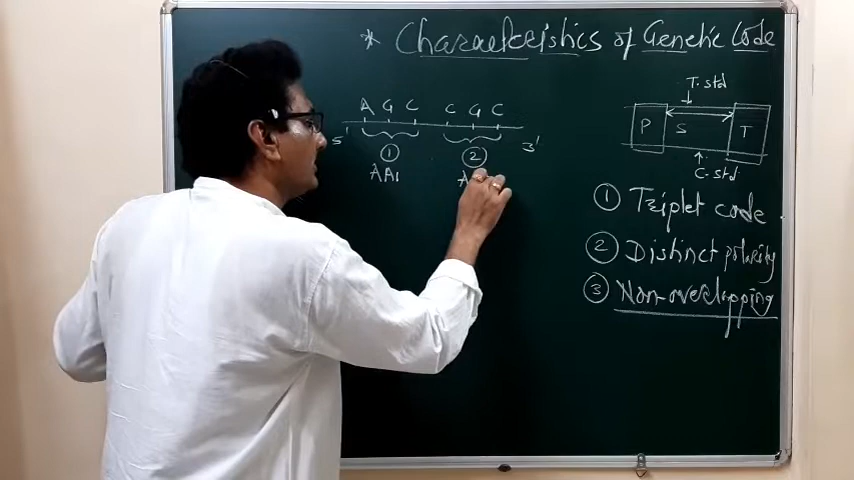 * Characteristics of Genetic Code
T. std
P S T
C. std
A G C C G C
5' 3'
1 2
AA1
① Triplet code
② Distinct polarity
③ Non-overlapping